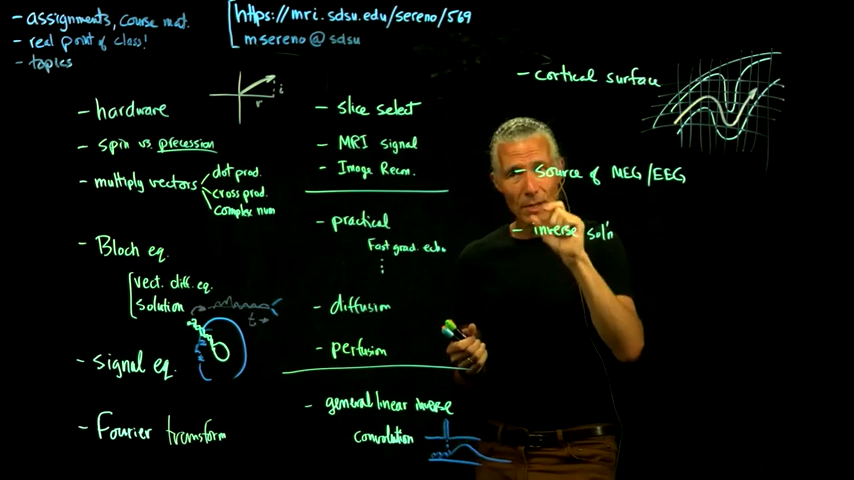 - assignments, course mat.
- real point of class!
- topics
https://mri.sdsu.edu/sereno/569
msereno@sdsu
- hardware
- spin vs. precession
- multiply vectors
dot prod.
cross prod.
complex num
- Bloch eq.
vect. diff. eq.
solution
t →
- signal eq.
- Fourier transform
i
r
- slice select
- MRI signal
- Image Recon.
- practical
Fast grad. echo
- diffusion
- perfusion
- general linear inverse
convolution
- cortical surface
- source of MEG/EEG
- inverse sol'n